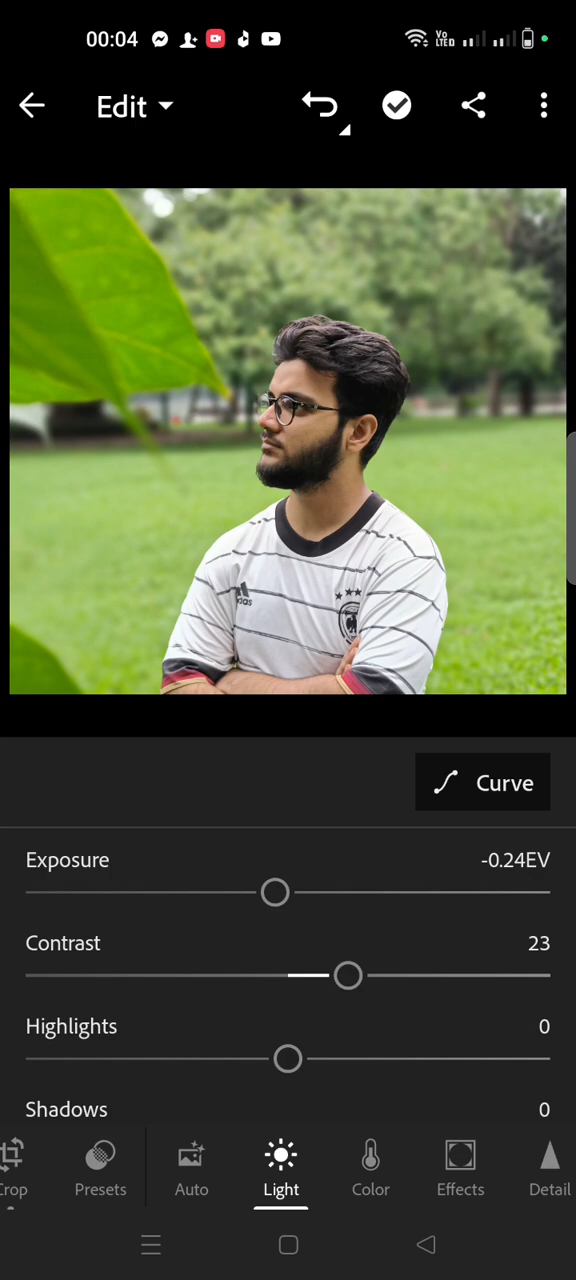 00:04
Vo
LTE
Edit
Curve
Exposure -0.24EV
Contrast 23
Highlights 0
Shadows 0
Crop Presets Auto Light Color Effects Detail